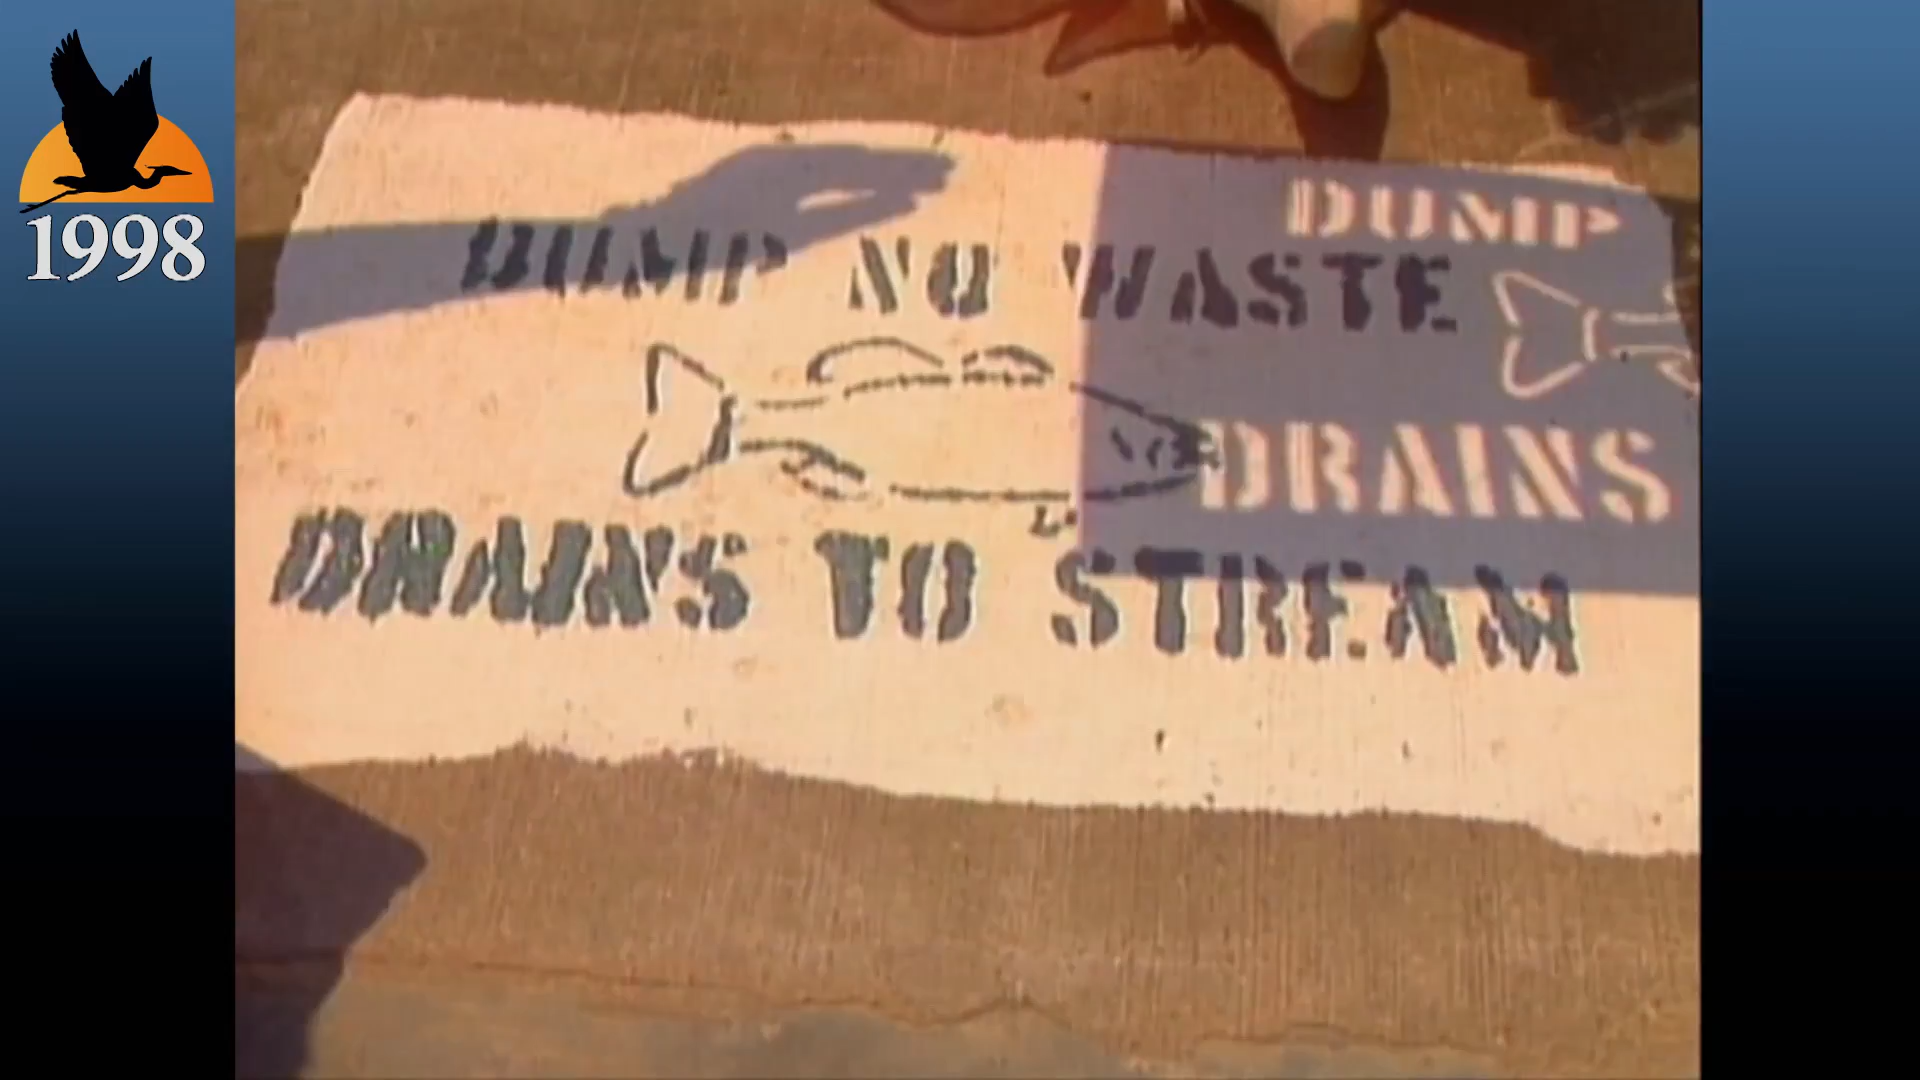 1998
DUMP NO WASTE
DRAINS TO STREAM
DUMP
DRAINS